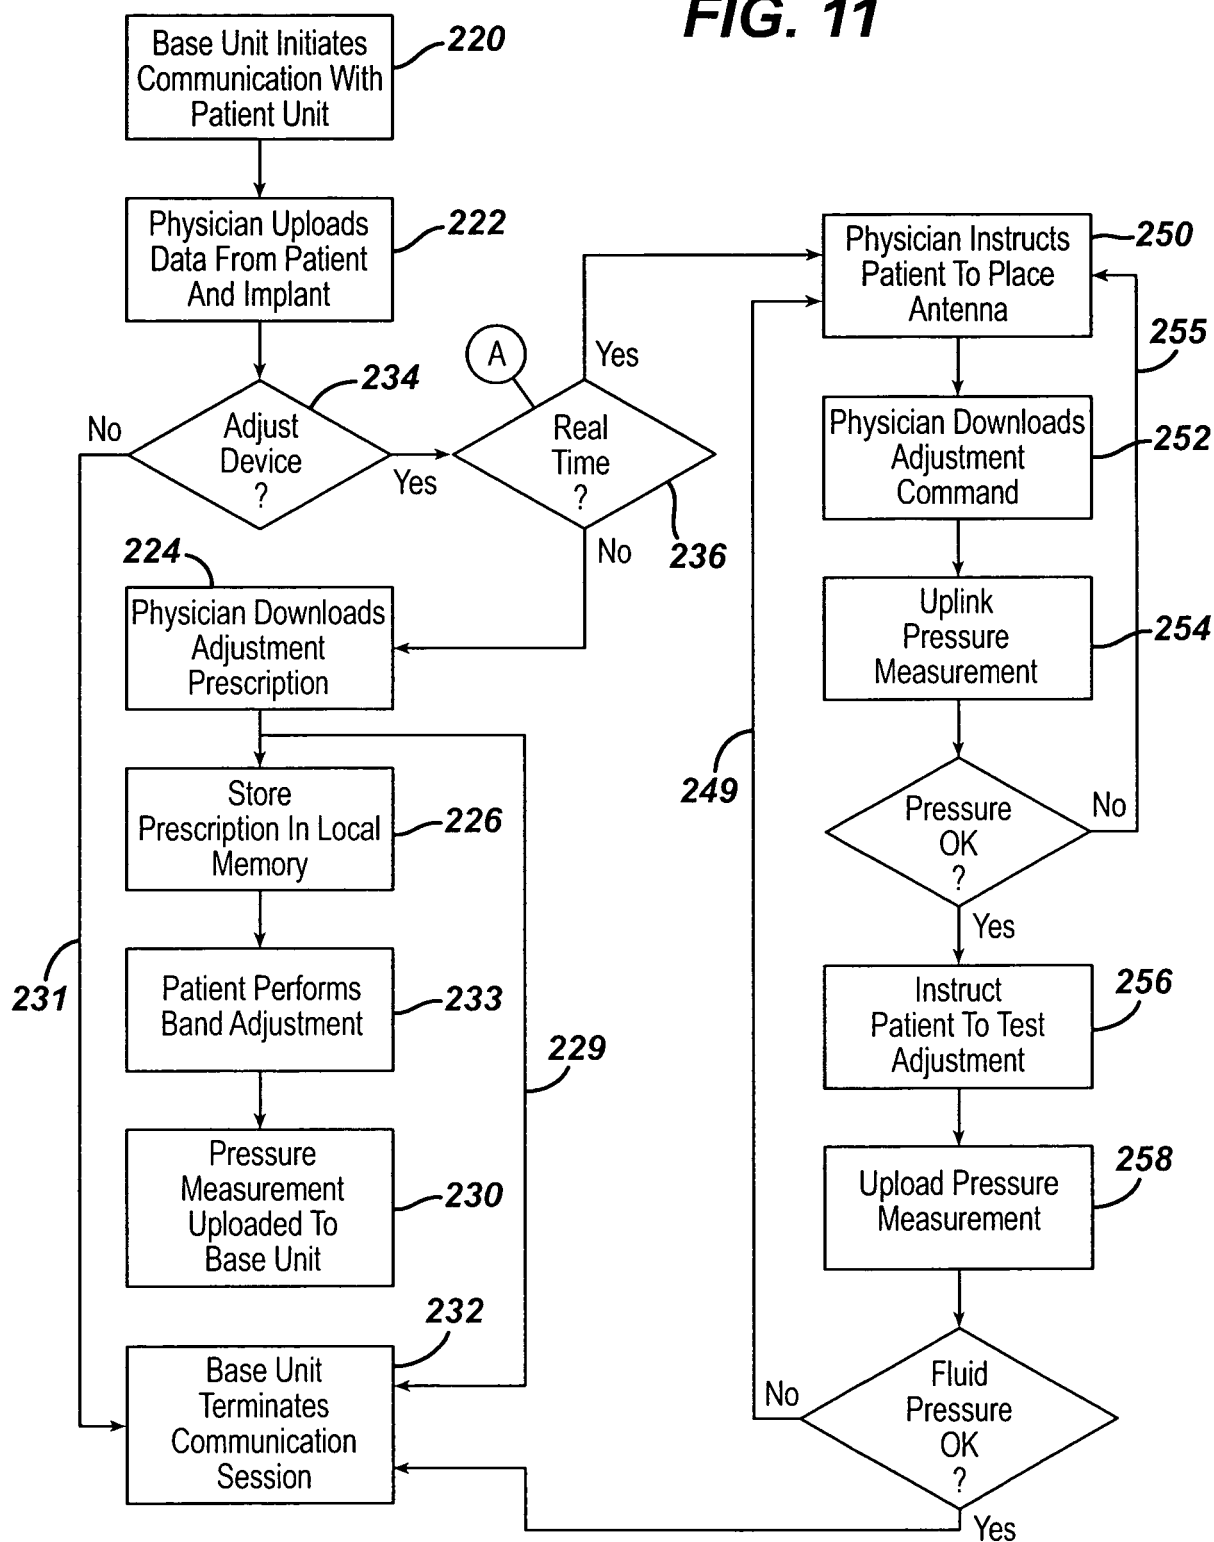 FIG. 11
Base Unit Initiates
Communication With
Patient Unit
220
Physician Uploads
Data From Patient
And Implant
222
Adjust
Device
?
234
No
Yes
A
Real
Time
?
236
Yes
No
224
Physician Downloads
Adjustment
Prescription
Store
Prescription In Local
Memory
226
Patient Performs
Band Adjustment
233
231
229
Pressure
Measurement
Uploaded To
Base Unit
230
232
Base Unit
Terminates
Communication
Session
Physician Instructs
Patient To Place
Antenna
250
255
Physician Downloads
Adjustment
Command
252
Uplink
Pressure
Measurement
254
249
Pressure
OK
?
No
Yes
Instruct
Patient To Test
Adjustment
256
Upload Pressure
Measurement
258
Fluid
Pressure
OK
?
No
Yes